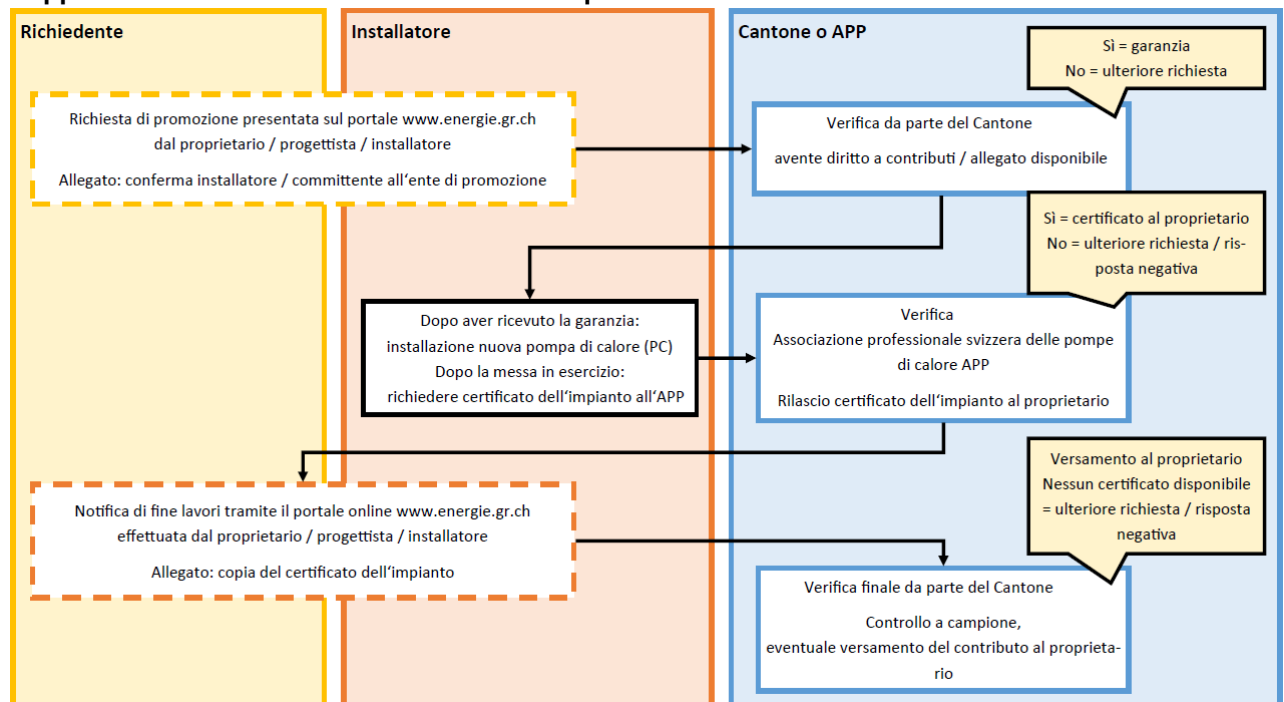 Richiedente
Installatore
Cantone o APP
Sì = garanzia
No = ulteriore richiesta
Richiesta di promozione presentata sul portale www.energie.gr.ch
dal proprietario / progettista / installatore
Allegato: conferma installatore / committente all‘ente di promozione
Verifica da parte del Cantone
avente diritto a contributi / allegato disponibile
Sì = certificato al proprietario
No = ulteriore richiesta / ris-
posta negativa
Dopo aver ricevuto la garanzia:
installazione nuova pompa di calore (PC)
Dopo la messa in esercizio:
richiedere certificato dell‘impianto all‘APP
Verifica
Associazione professionale svizzera delle pompe
di calore APP
Rilascio certificato dell‘impianto al proprietario
Versamento al proprietario
Nessun certificato disponibile
= ulteriore richiesta / risposta
negativa
Notifica di fine lavori tramite il portale online www.energie.gr.ch
effettuata dal proprietario / progettista / installatore
Allegato: copia del certificato dell‘impianto
Verifica finale da parte del Cantone
Controllo a campione,
eventuale versamento del contributo al proprieta-
rio